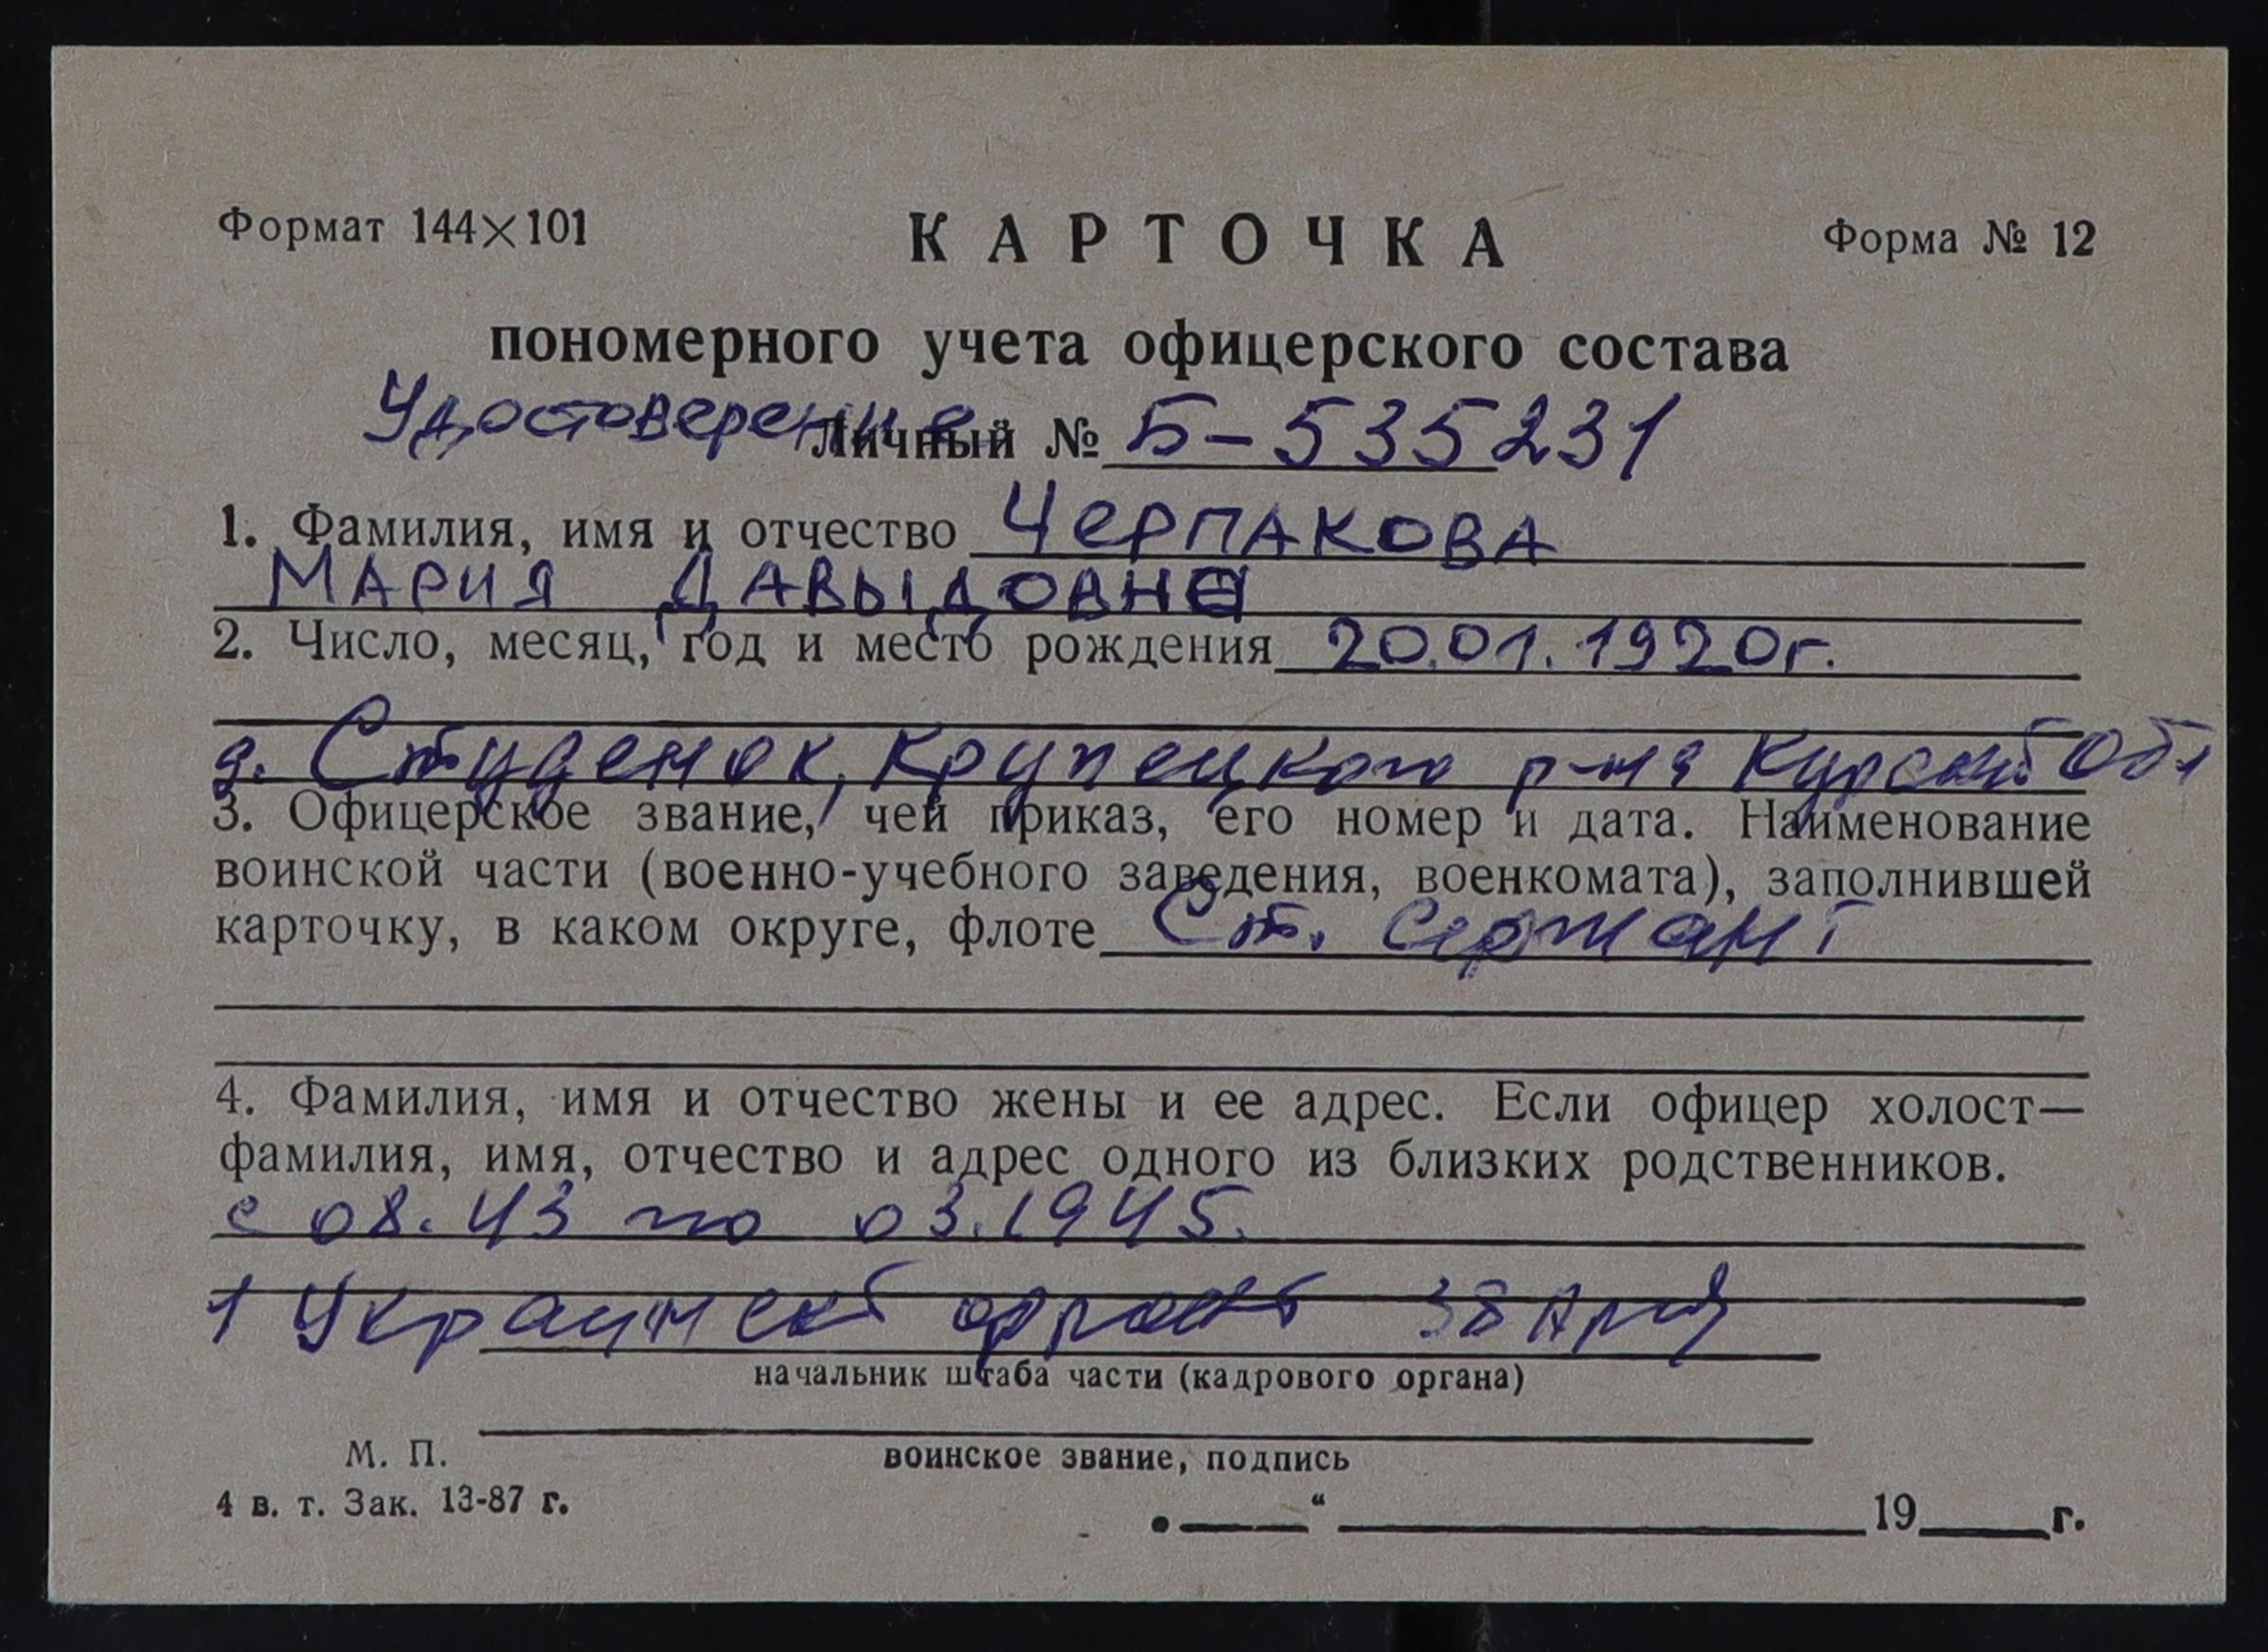 Формат 144×101 КАРТОЧКА Форма № 12
пономерного учета офицерского состава
Удостоверение
Личный № Б-535231
1. Фамилия, имя и отчество Черпакова
Мария Давыдовна
2. Число, месяц, год и место рождения 20.01.1920г.
д. Студенок, Крупецкого р-на Курской Обл
3. Офицерское звание, чей приказ, его номер и дата. Наименование
воинской части (военно-учебного заведения, военкомата), заполнившей
карточку, в каком округе, флоте Ст. сержант
4. Фамилия, имя и отчество жены и ее адрес. Если офицер холост—
фамилия, имя, отчество и адрес одного из близких родственников.
с 08.43 по 03.1945.
1 Украинский фронт 38 Армия
начальник штаба части (кадрового органа)
М. П. воинское звание, подпись
4 в. т. Зак. 13-87 г.
„ “ 19 г.